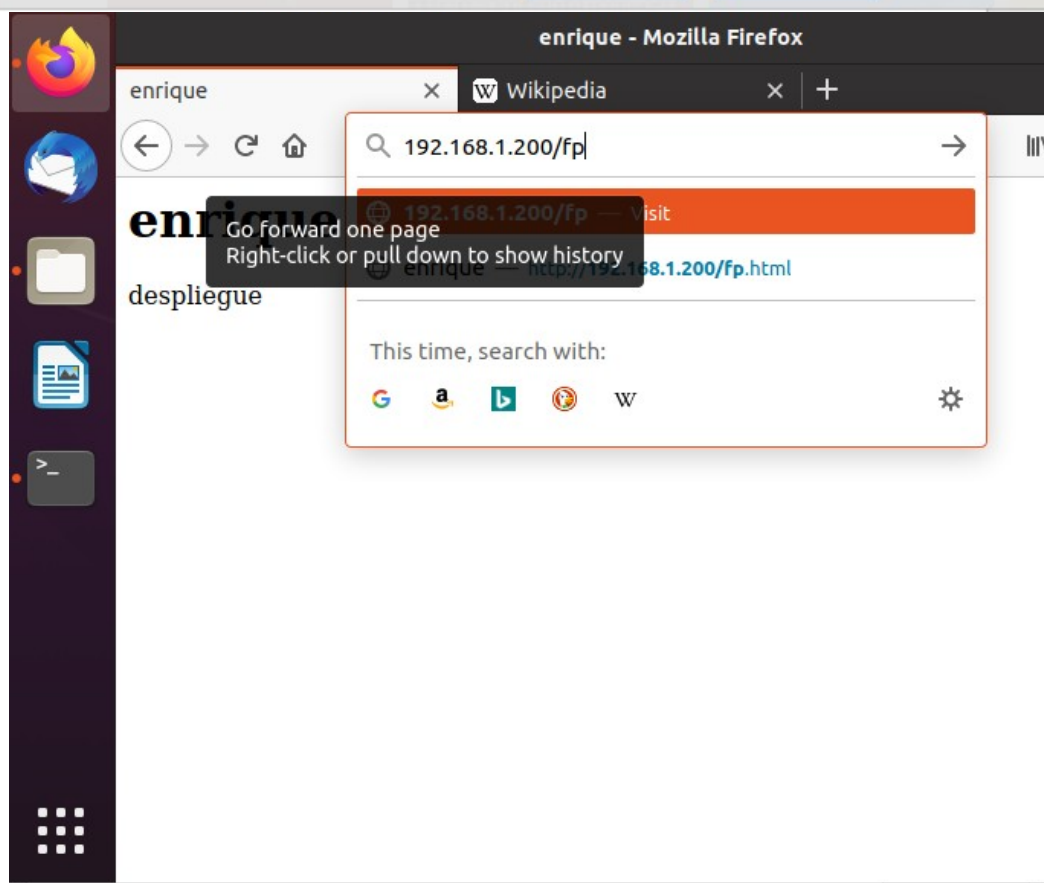 enrique - Mozilla Firefox
enrique
W Wikipedia
192.168.1.200/fp
enrique
192.168.1.200/fp — Visit
Go forward one page
Right-click or pull down to show history
enrique — http://192.168.1.200/fp.html
despliegue
This time, search with:
G a b W
>_